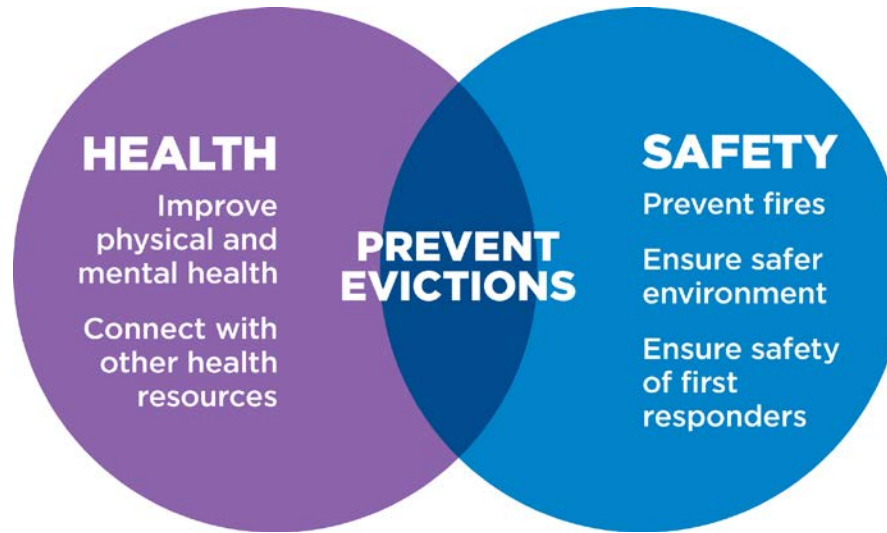 HEALTH
Improve
physical and
mental health
Connect with
other health
resources
PREVENT
EVICTIONS
SAFETY
Prevent fires
Ensure safer
environment
Ensure safety
of first
responders